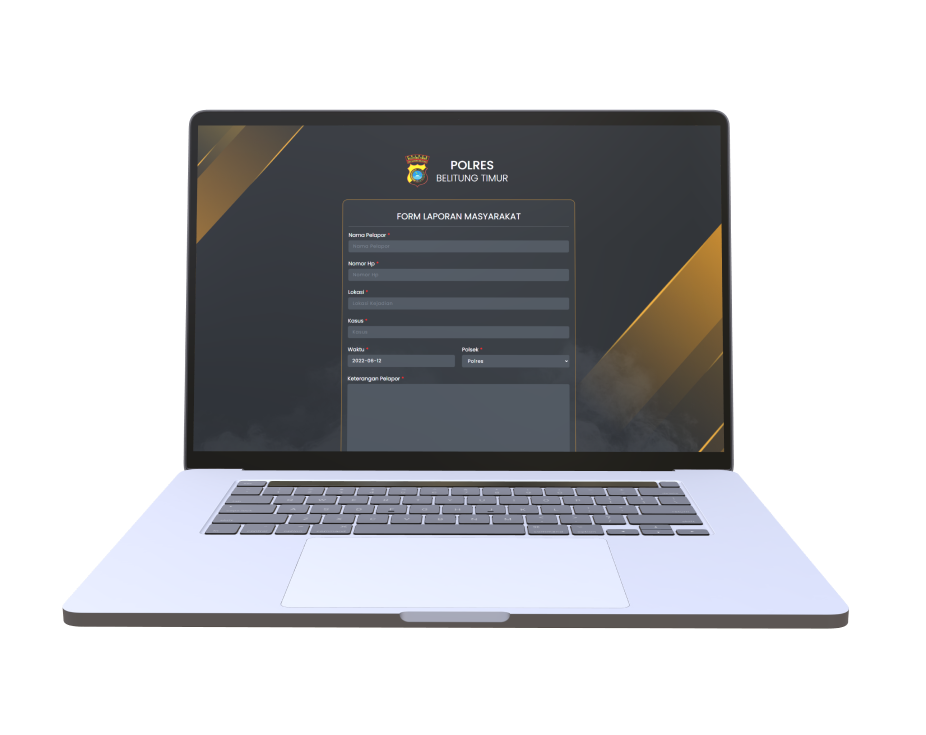 POLRES
BELITUNG TIMUR
FORM LAPORAN MASYARAKAT
Nama Pelapor *
Nama Pelapor
Nomor Hp *
Nomor Hp
Lokasi *
Lokasi Kejadian
Kasus *
Kasus
Waktu * Polsek *
2022-06-12 Polres
Keterangan Pelapor *